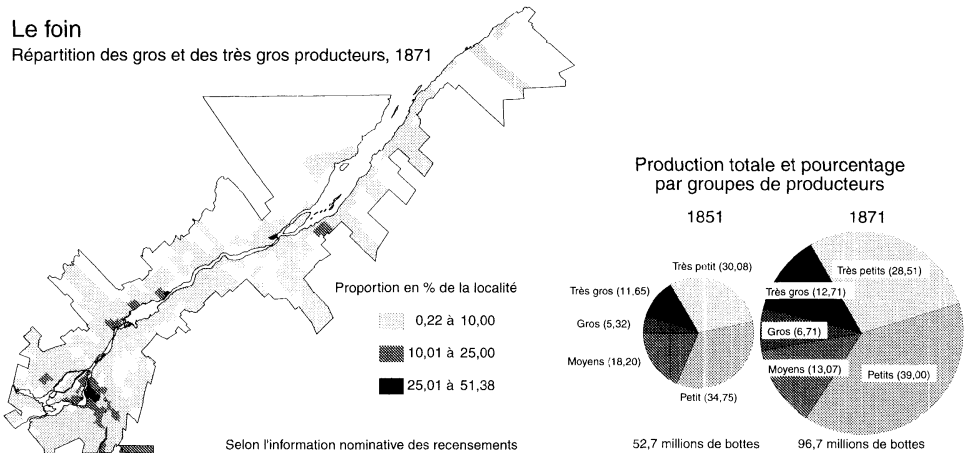 Le foin
Répartition des gros et des très gros producteurs, 1871
Proportion en % de la localité
0,22 à 10,00
10,01 à 25,00
25,01 à 51,38
Selon l'information nominative des recensements
Production totale et pourcentage
par groupes de producteurs
1851
Très petit (30,08)
Très gros (11,65)
Gros (5,32)
Moyens (18,20)
Petit (34,75)
52,7 millions de bottes
1871
Très petits (28,51)
Très gros (12,71)
Gros (6,71)
Moyens (13,07)
Petits (39,00)
96,7 millions de bottes